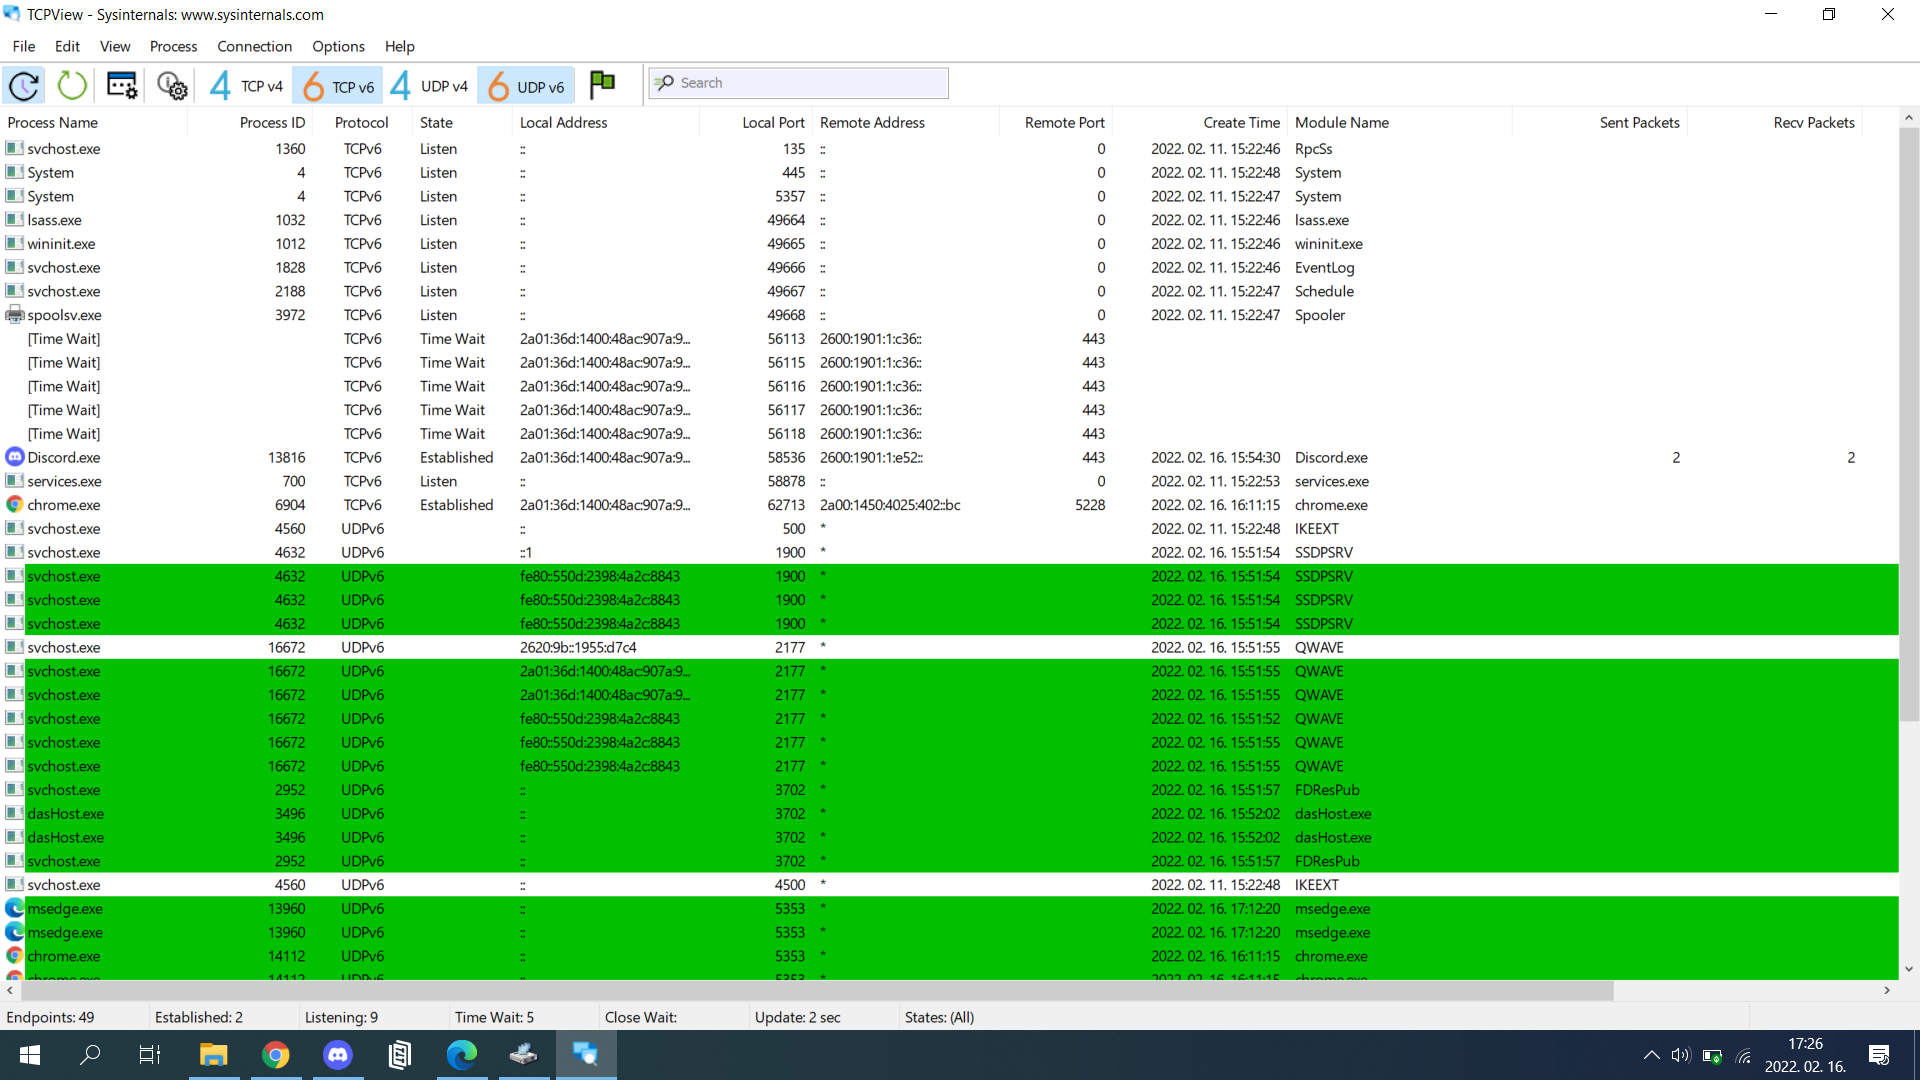 TCPView - Sysinternals: www.sysinternals.com
File Edit View Process Connection Options Help
4 TCP v4 6 TCP v6 4 UDP v4 6 UDP v6 Search
Process Name Process ID Protocol State Local Address Local Port Remote Address Remote Port Create Time Module Name Sent Packets Recv Packets
svchost.exe 1360 TCPv6 Listen :: 135 :: 0 2022. 02. 11. 15:22:46 RpcSs
System 4 TCPv6 Listen :: 445 :: 0 2022. 02. 11. 15:22:48 System
System 4 TCPv6 Listen :: 5357 :: 0 2022. 02. 11. 15:22:47 System
lsass.exe 1032 TCPv6 Listen :: 49664 :: 0 2022. 02. 11. 15:22:46 lsass.exe
wininit.exe 1012 TCPv6 Listen :: 49665 :: 0 2022. 02. 11. 15:22:46 wininit.exe
svchost.exe 1828 TCPv6 Listen :: 49666 :: 0 2022. 02. 11. 15:22:46 EventLog
svchost.exe 2188 TCPv6 Listen :: 49667 :: 0 2022. 02. 11. 15:22:47 Schedule
spoolsv.exe 3972 TCPv6 Listen :: 49668 :: 0 2022. 02. 11. 15:22:47 Spooler
[Time Wait] TCPv6 Time Wait 2a01:36d:1400:48ac:907a:9... 56113 2600:1901:1:c36:: 443
[Time Wait] TCPv6 Time Wait 2a01:36d:1400:48ac:907a:9... 56115 2600:1901:1:c36:: 443
[Time Wait] TCPv6 Time Wait 2a01:36d:1400:48ac:907a:9... 56116 2600:1901:1:c36:: 443
[Time Wait] TCPv6 Time Wait 2a01:36d:1400:48ac:907a:9... 56117 2600:1901:1:c36:: 443
[Time Wait] TCPv6 Time Wait 2a01:36d:1400:48ac:907a:9... 56118 2600:1901:1:c36:: 443
Discord.exe 13816 TCPv6 Established 2a01:36d:1400:48ac:907a:9... 58536 2600:1901:1:e52:: 443 2022. 02. 16. 15:54:30 Discord.exe 2 2
services.exe 700 TCPv6 Listen :: 58878 :: 0 2022. 02. 11. 15:22:53 services.exe
chrome.exe 6904 TCPv6 Established 2a01:36d:1400:48ac:907a:9... 62713 2a00:1450:4025:402::bc 5228 2022. 02. 16. 16:11:15 chrome.exe
svchost.exe 4560 UDPv6 :: 500 * 2022. 02. 11. 15:22:48 IKEEXT
svchost.exe 4632 UDPv6 ::1 1900 * 2022. 02. 16. 15:51:54 SSDPSRV
svchost.exe 4632 UDPv6 fe80::550d:2398:4a2c:8843 1900 * 2022. 02. 16. 15:51:54 SSDPSRV
svchost.exe 4632 UDPv6 fe80::550d:2398:4a2c:8843 1900 * 2022. 02. 16. 15:51:54 SSDPSRV
svchost.exe 4632 UDPv6 fe80::550d:2398:4a2c:8843 1900 * 2022. 02. 16. 15:51:54 SSDPSRV
svchost.exe 16672 UDPv6 2620:9b::1955:d7c4 2177 * 2022. 02. 16. 15:51:55 QWAVE
svchost.exe 16672 UDPv6 2a01:36d:1400:48ac:907a:9... 2177 * 2022. 02. 16. 15:51:55 QWAVE
svchost.exe 16672 UDPv6 2a01:36d:1400:48ac:907a:9... 2177 * 2022. 02. 16. 15:51:55 QWAVE
svchost.exe 16672 UDPv6 fe80::550d:2398:4a2c:8843 2177 * 2022. 02. 16. 15:51:52 QWAVE
svchost.exe 16672 UDPv6 fe80::550d:2398:4a2c:8843 2177 * 2022. 02. 16. 15:51:55 QWAVE
svchost.exe 16672 UDPv6 fe80::550d:2398:4a2c:8843 2177 * 2022. 02. 16. 15:51:55 QWAVE
svchost.exe 2952 UDPv6 :: 3702 * 2022. 02. 16. 15:51:57 FDResPub
dasHost.exe 3496 UDPv6 :: 3702 * 2022. 02. 16. 15:52:02 dasHost.exe
dasHost.exe 3496 UDPv6 :: 3702 * 2022. 02. 16. 15:52:02 dasHost.exe
svchost.exe 2952 UDPv6 :: 3702 * 2022. 02. 16. 15:51:57 FDResPub
svchost.exe 4560 UDPv6 :: 4500 * 2022. 02. 11. 15:22:48 IKEEXT
msedge.exe 13960 UDPv6 :: 5353 * 2022. 02. 16. 17:12:20 msedge.exe
msedge.exe 13960 UDPv6 :: 5353 * 2022. 02. 16. 17:12:20 msedge.exe
chrome.exe 14112 UDPv6 :: 5353 * 2022. 02. 16. 16:11:15 chrome.exe
chrome.exe 14112 UDPv6 :: 5353 * 2022. 02. 16. 16:11:15 chrome.exe
Endpoints: 49 Established: 2 Listening: 9 Time Wait: 5 Close Wait: Update: 2 sec States: (All)
17:26
2022. 02. 16.